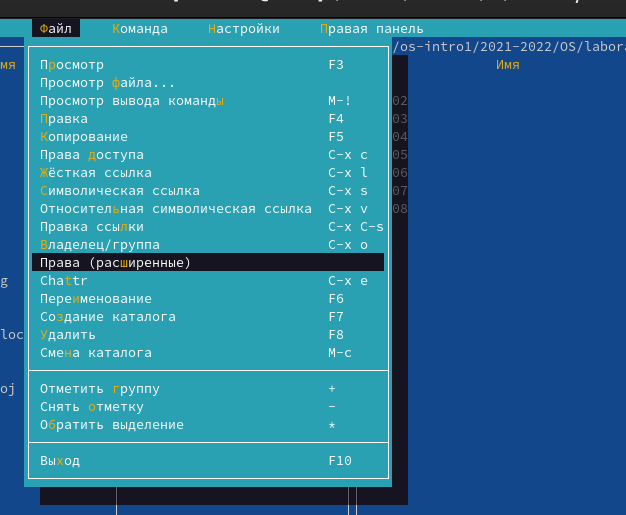 Файл Команда Настройки Правая панель
/os-intro1/2021-2022/OS/labora
мя Имя
Просмотр F3
Просмотр файла...
Просмотр вывода команды M-! 02
Правка F4 03
Копирование F5 04
Права доступа C-x c 05
Жёсткая ссылка C-x l 06
Символическая ссылка C-x s 07
Относительная символическая ссылка C-x v 08
Правка ссылки C-x C-s
Владелец/группа C-x o
Права (расширенные)
g Chattr C-x e
Переименование F6
Создание каталога F7
loc Удалить F8
Смена каталога M-c
oj Отметить группу +
Снять отметку -
Обратить выделение *
Выход F10